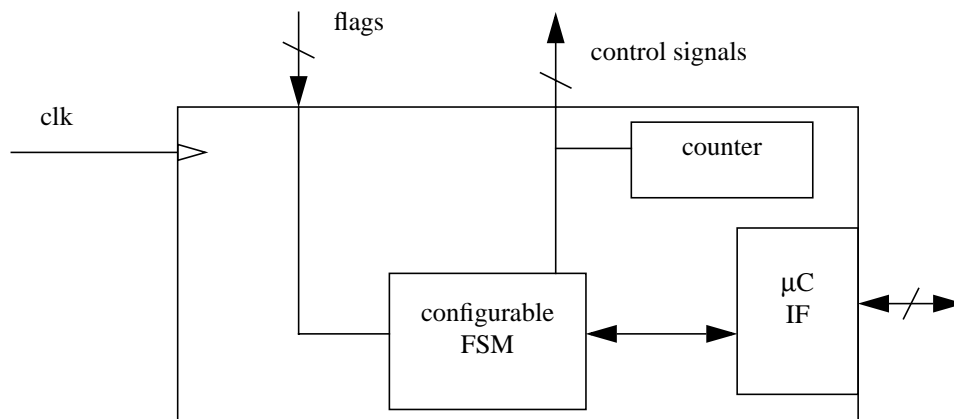 flags
control signals
clk
counter
configurable
FSM
µC
IF